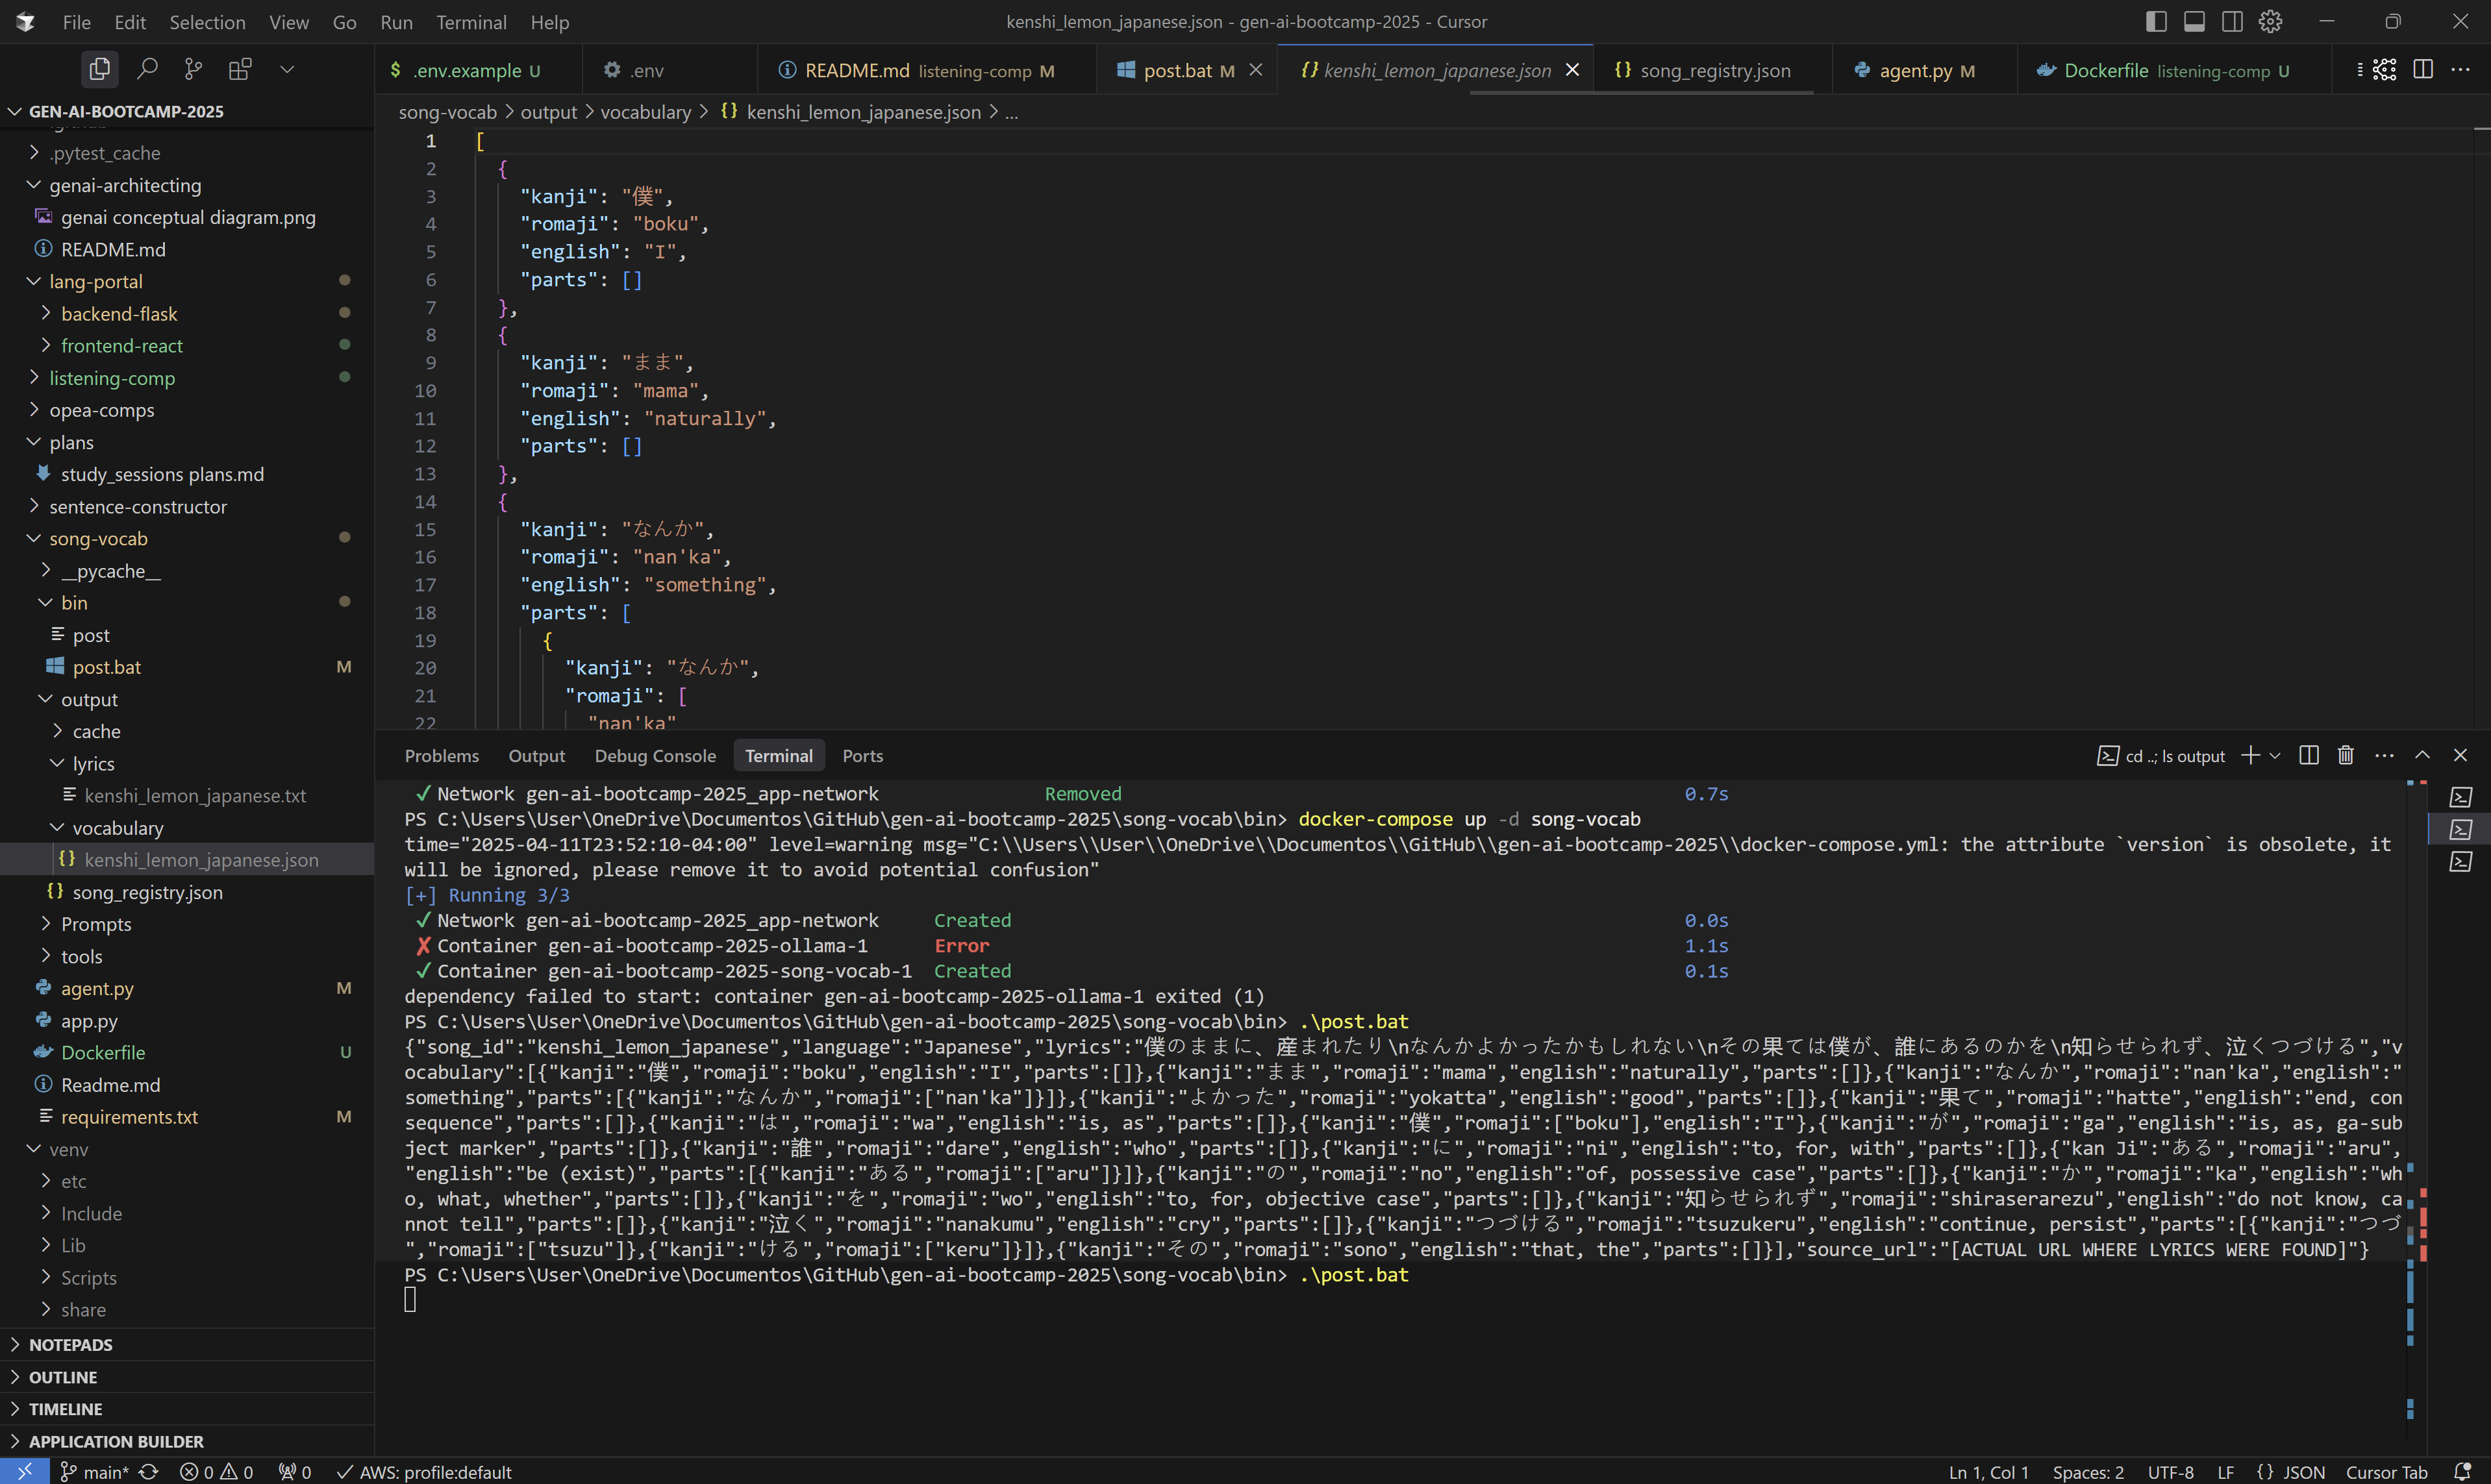 File Edit Selection View Go Run Terminal Help
kenshi_lemon_japanese.json - gen-ai-bootcamp-2025 - Cursor
$ .env.example U
.env
README.md listening-comp M
post.bat M
{} kenshi_lemon_japanese.json
{} song_registry.json
agent.py M
Dockerfile listening-comp U
GEN-AI-BOOTCAMP-2025
.pytest_cache
genai-architecting
genai conceptual diagram.png
README.md
lang-portal
backend-flask
frontend-react
listening-comp
opea-comps
plans
study_sessions plans.md
sentence-constructor
song-vocab
__pycache__
bin
post
post.bat M
output
cache
lyrics
kenshi_lemon_japanese.txt
vocabulary
{} kenshi_lemon_japanese.json
{} song_registry.json
Prompts
tools
agent.py M
app.py
Dockerfile U
Readme.md
requirements.txt M
venv
etc
Include
Lib
Scripts
share
NOTEPADS
OUTLINE
TIMELINE
APPLICATION BUILDER
song-vocab > output > vocabulary > {} kenshi_lemon_japanese.json > ...
1 [
2 {
3 "kanji": "僕",
4 "romaji": "boku",
5 "english": "I",
6 "parts": []
7 },
8 {
9 "kanji": "まま",
10 "romaji": "mama",
11 "english": "naturally",
12 "parts": []
13 },
14 {
15 "kanji": "なんか",
16 "romaji": "nan'ka",
17 "english": "something",
18 "parts": [
19 {
20 "kanji": "なんか",
21 "romaji": [
22 "nan'ka"
Problems Output Debug Console Terminal Ports
cd ..; ls output
✓ Network gen-ai-bootcamp-2025_app-network Removed 0.7s
PS C:\Users\User\OneDrive\Documentos\GitHub\gen-ai-bootcamp-2025\song-vocab\bin> docker-compose up -d song-vocab
time="2025-04-11T23:52:10-04:00" level=warning msg="C:\\Users\\User\\OneDrive\\Documentos\\GitHub\\gen-ai-bootcamp-2025\\docker-compose.yml: the attribute `version` is obsolete, it
will be ignored, please remove it to avoid potential confusion"
[+] Running 3/3
✓ Network gen-ai-bootcamp-2025_app-network Created 0.0s
✗ Container gen-ai-bootcamp-2025-ollama-1 Error 1.1s
✓ Container gen-ai-bootcamp-2025-song-vocab-1 Created 0.1s
dependency failed to start: container gen-ai-bootcamp-2025-ollama-1 exited (1)
PS C:\Users\User\OneDrive\Documentos\GitHub\gen-ai-bootcamp-2025\song-vocab\bin> .\post.bat
{"song_id":"kenshi_lemon_japanese","language":"Japanese","lyrics":"僕のままに、産まれたり\nなんかよかったかもしれない\nその果ては僕が、誰にあるのかを\n知らせられず、泣くつづける","v
ocabulary":[{"kanji":"僕","romaji":"boku","english":"I","parts":[]},{"kanji":"まま","romaji":"mama","english":"naturally","parts":[]},{"kanji":"なんか","romaji":"nan'ka","english":"
something","parts":[{"kanji":"なんか","romaji":["nan'ka"]}]},{"kanji":"よかった","romaji":"yokatta","english":"good","parts":[]},{"kanji":"果て","romaji":"hatte","english":"end, con
sequence","parts":[]},{"kanji":"は","romaji":"wa","english":"is, as","parts":[]},{"kanji":"僕","romaji":["boku"],"english":"I"},{"kanji":"が","romaji":"ga","english":"is, as, ga-sub
ject marker","parts":[]},{"kanji":"誰","romaji":"dare","english":"who","parts":[]},{"kanji":"に","romaji":"ni","english":"to, for, with","parts":[]},{"kan Ji":"ある","romaji":"aru",
"english":"be (exist)","parts":[{"kanji":"ある","romaji":["aru"]}]},{"kanji":"の","romaji":"no","english":"of, possessive case","parts":[]},{"kanji":"か","romaji":"ka","english":"wh
o, what, whether","parts":[]},{"kanji":"を","romaji":"wo","english":"to, for, objective case","parts":[]},{"kanji":"知らせられず","romaji":"shiraserarezu","english":"do not know, ca
nnot tell","parts":[]},{"kanji":"泣く","romaji":"nanakumu","english":"cry","parts":[]},{"kanji":"つづける","romaji":"tsuzukeru","english":"continue, persist","parts":[{"kanji":"つづ
","romaji":["tsuzu"]},{"kanji":"ける","romaji":["keru"]}]},{"kanji":"その","romaji":"sono","english":"that, the","parts":[]}],"source_url":"[ACTUAL URL WHERE LYRICS WERE FOUND]"}
PS C:\Users\User\OneDrive\Documentos\GitHub\gen-ai-bootcamp-2025\song-vocab\bin> .\post.bat
main* 0 0 0 AWS: profile:default
Ln 1, Col 1 Spaces: 2 UTF-8 LF {} JSON Cursor Tab